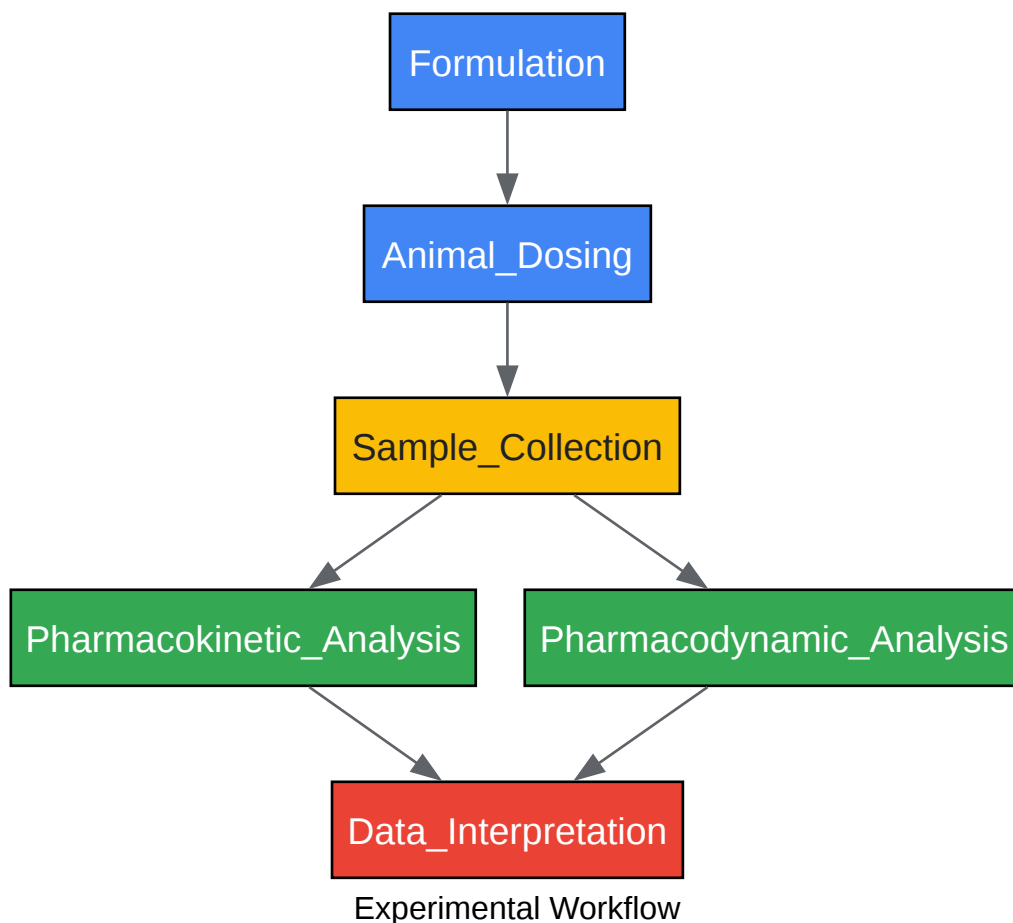 Formulation
Animal_Dosing
Sample_Collection
Pharmacokinetic_Analysis
Pharmacodynamic_Analysis
Data_Interpretation
Experimental Workflow